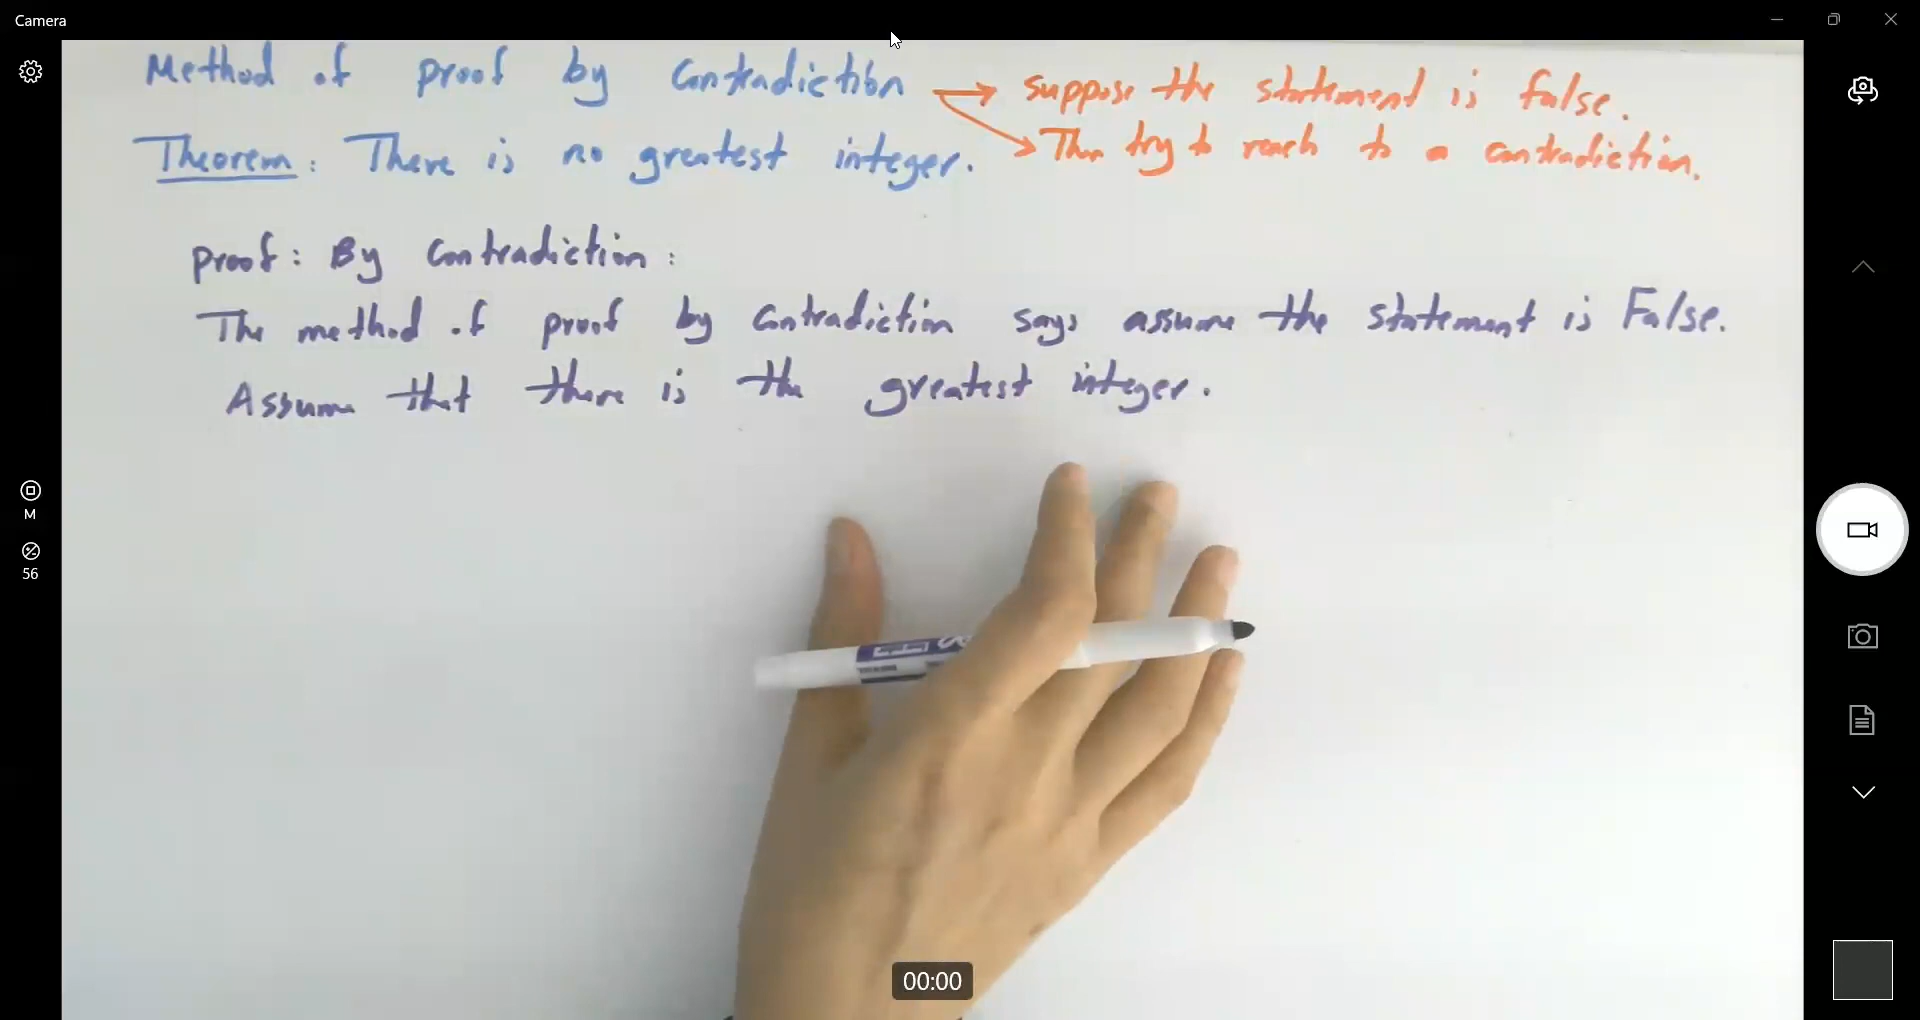 Camera
Method of proof by Contradiction → suppose the statement is false.
Theorem: There is no greatest integer. → Then try to reach to a contradiction.
proof: By Contradiction:
The method of proof by Contradiction says assume the statement is False.
Assume that there is the greatest integer.
M
56
00:00